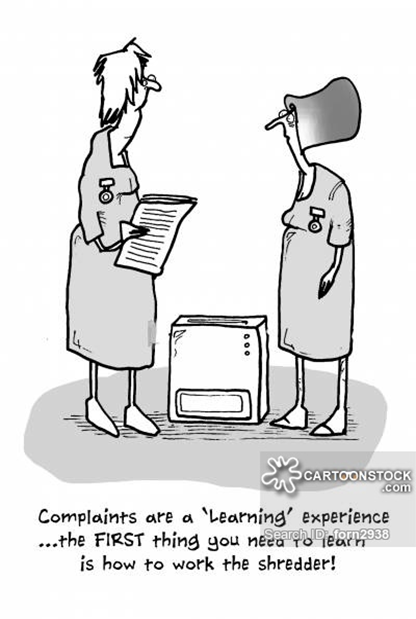 CARTOONSTOCK
.com
Search ID: forn2938
Complaints are a 'Learning' experience
...the FIRST thing you need to learn
is how to work the shredder!